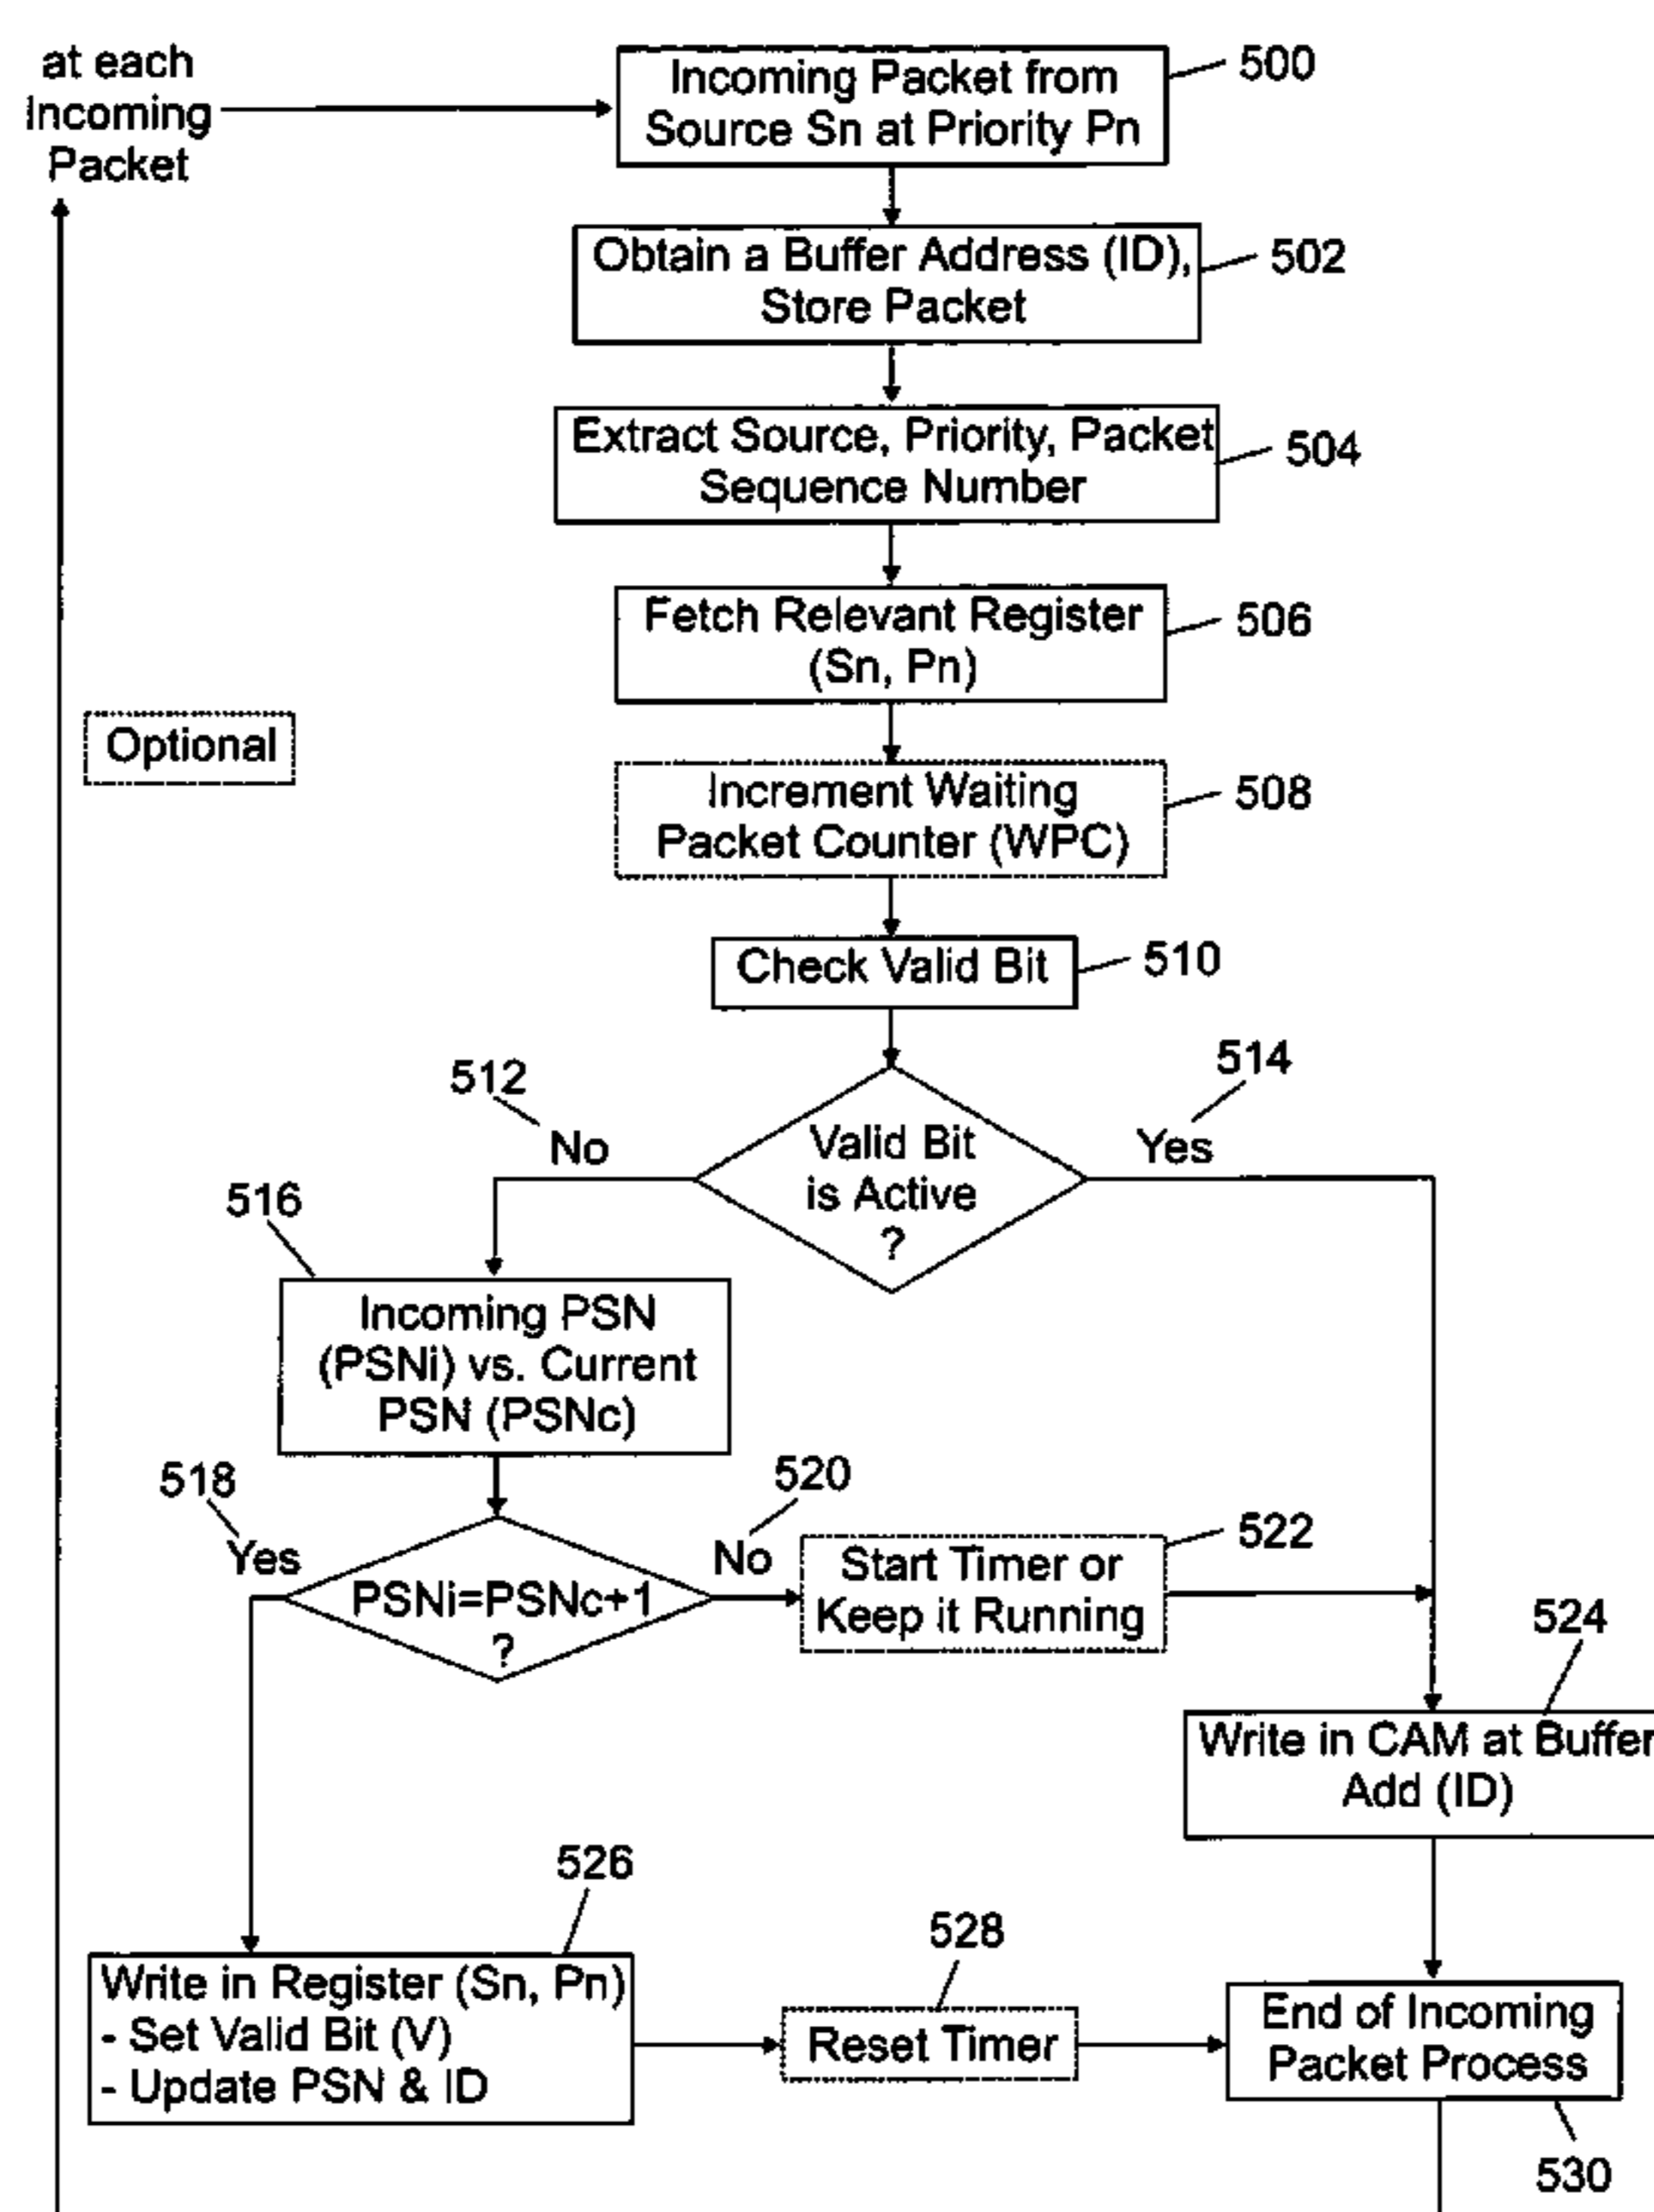 at each
Incoming
Packet
Incoming Packet from
Source Sn at Priority Pn
500
Obtain a Buffer Address (ID),
Store Packet
502
Extract Source, Priority, Packet
Sequence Number
504
Fetch Relevant Register
(Sn, Pn)
506
Optional
Increment Waiting
Packet Counter (WPC)
508
Check Valid Bit
510
512
No
Valid Bit
is Active
?
514
Yes
516
Incoming PSN
(PSNi) vs. Current
PSN (PSNc)
518
Yes
PSNi=PSNc+1
?
520
No
Start Timer or
Keep it Running
522
524
Write in CAM at Buffer
Add (ID)
526
Write in Register (Sn, Pn)
- Set Valid Bit (V)
- Update PSN & ID
528
Reset Timer
End of Incoming
Packet Process
530